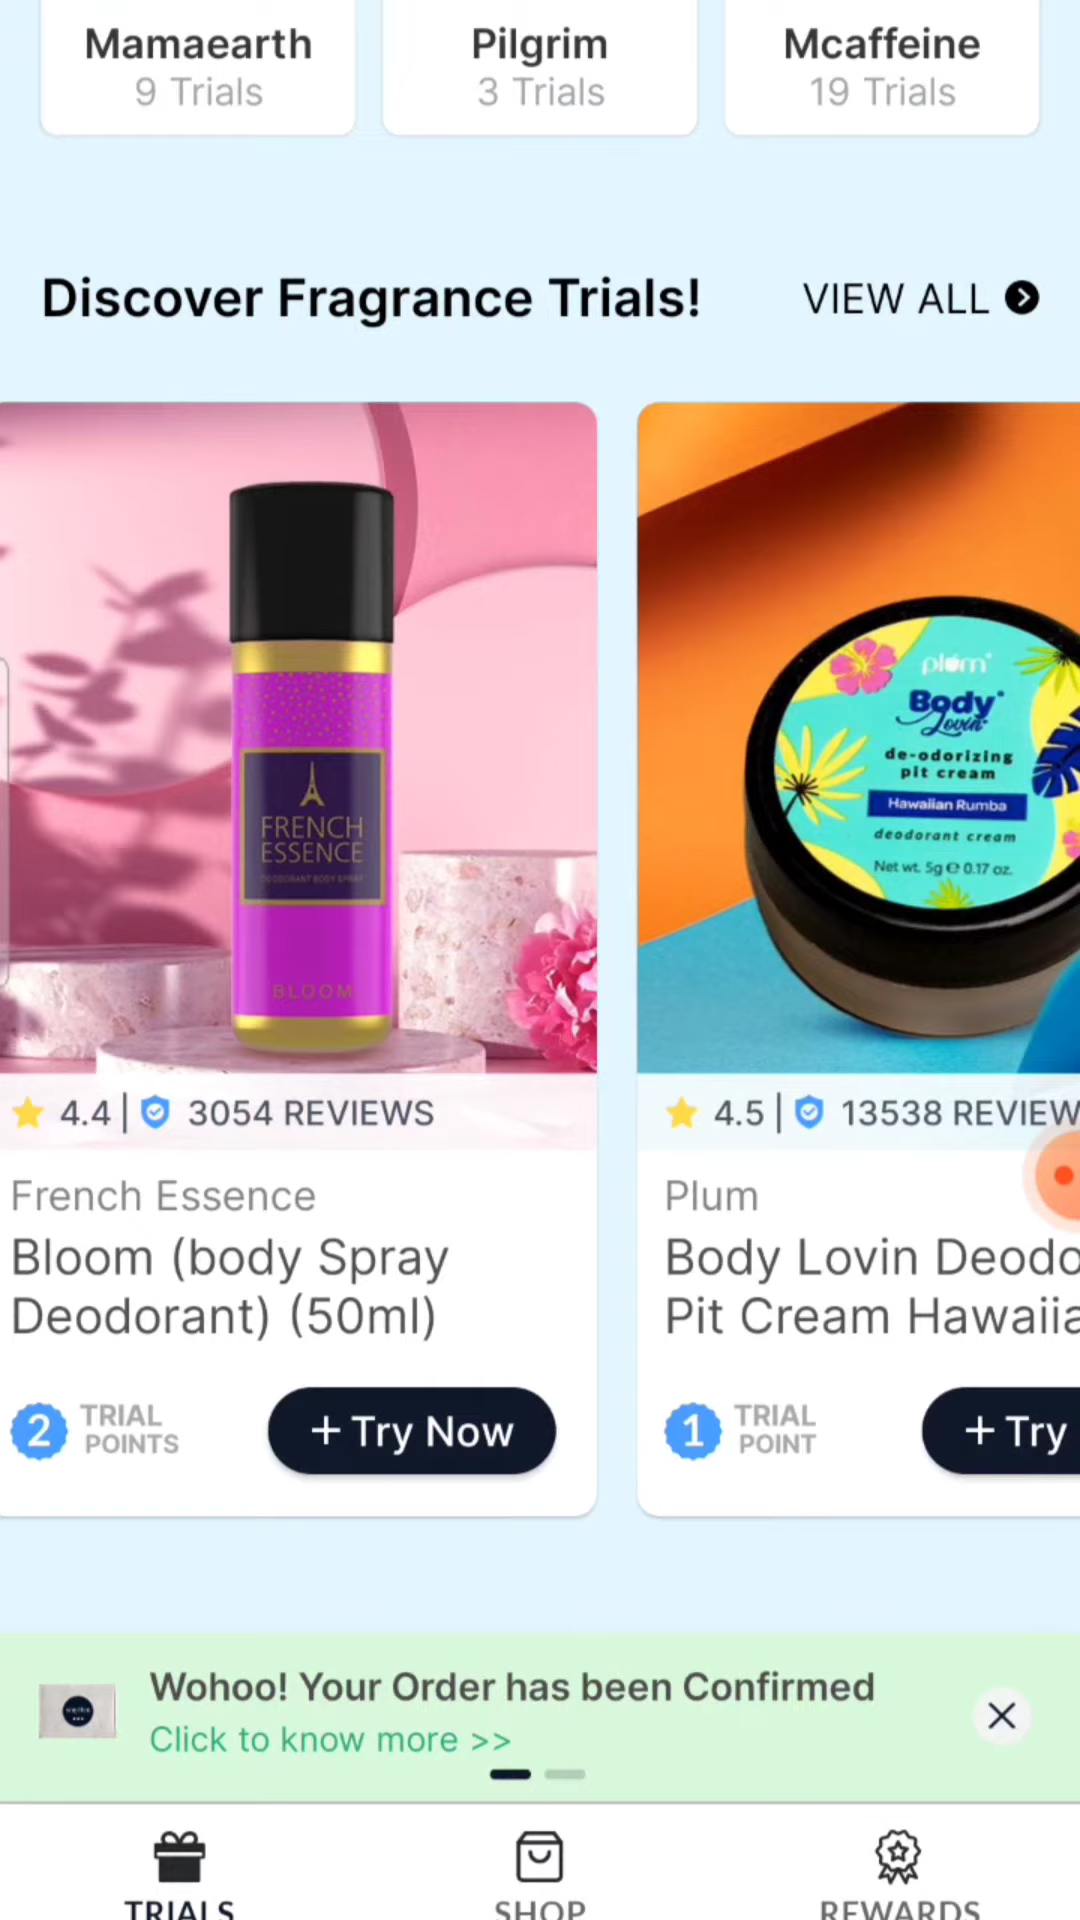 Mamaearth
9 Trials
Pilgrim
3 Trials
Mcaffeine
19 Trials
Discover Fragrance Trials!
VIEW ALL
FRENCH
ESSENCE
DEODORANT BODY SPRAY
BLOOM
plum
Body
Lovin'
de-odorizing
pit cream
Hawaiian Rumba
deodorant cream
Net wt. 5g e 0.17 oz.
4.4 | 3054 REVIEWS
French Essence
Bloom (body Spray
Deodorant) (50ml)
2 TRIAL
POINTS
+ Try Now
4.5 | 13538 REVIEW
Plum
Body Lovin Deodo
Pit Cream Hawaiia
1 TRIAL
POINT
+ Try
Wohoo! Your Order has been Confirmed
Click to know more >>
TRIALS
SHOP
REWARDS